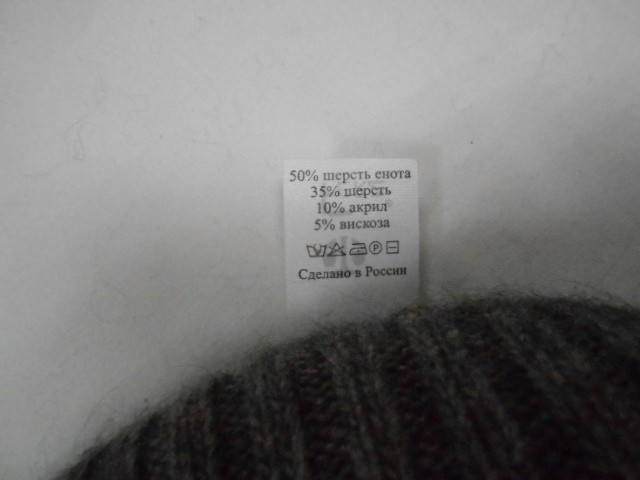 50% шерсть енота
35% шерсть
10% акрил
5% вискоза
Сделано в России